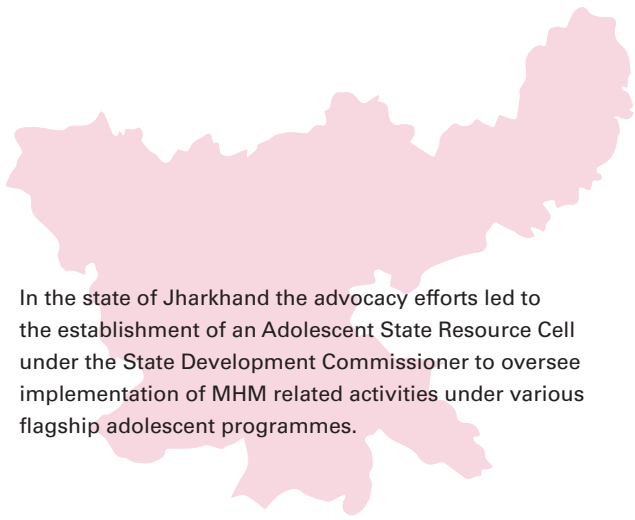 In the state of Jharkhand the advocacy efforts led to
the establishment of an Adolescent State Resource Cell
under the State Development Commissioner to oversee
implementation of MHM related activities under various
flagship adolescent programmes.